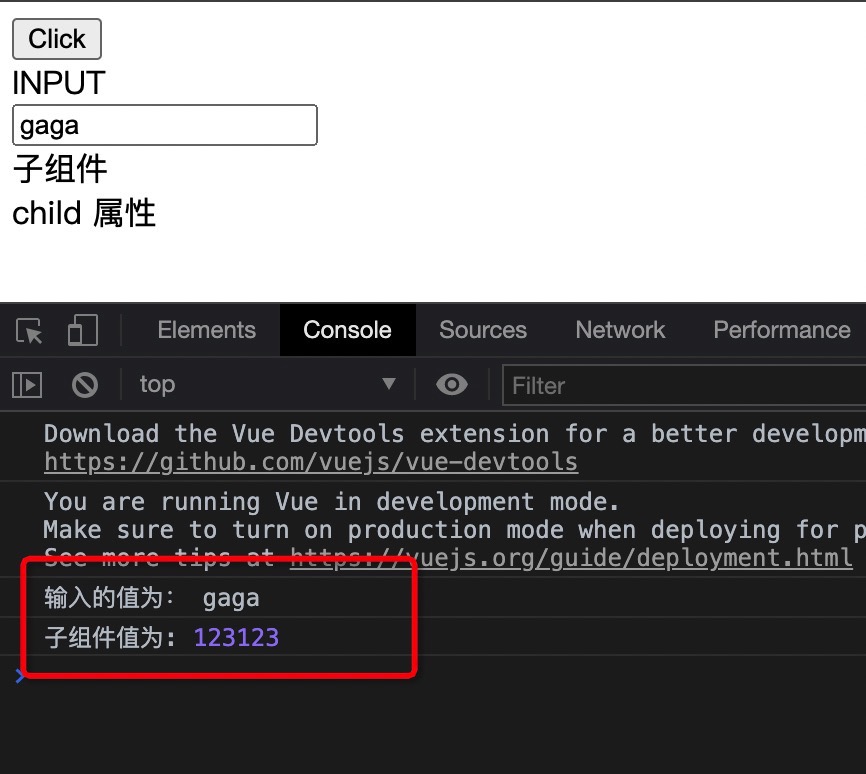 Click
INPUT
gaga
子组件
child 属性
Elements Console Sources Network Performance
top Filter
Download the Vue Devtools extension for a better developm
https://github.com/vuejs/vue-devtools
You are running Vue in development mode.
Make sure to turn on production mode when deploying for p
See more tips at https://vuejs.org/guide/deployment.html
输入的值为： gaga
子组件值为: 123123